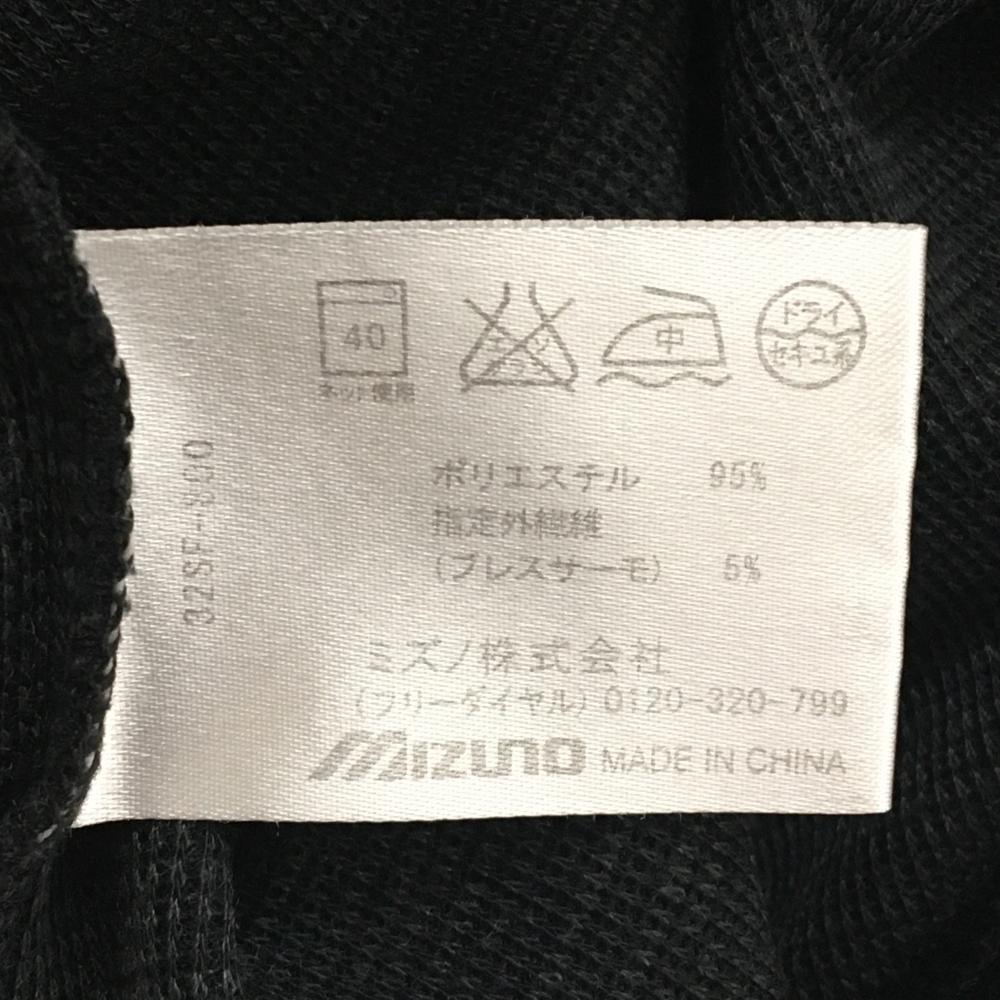 40
ネット使用
中
ドライ
セキユ系
ポリエステル 95%
指定外繊維
(ブレスサーモ) 5%
ミズノ株式会社
(フリーダイヤル) 0120-320-799
MIZUNO MADE IN CHINA